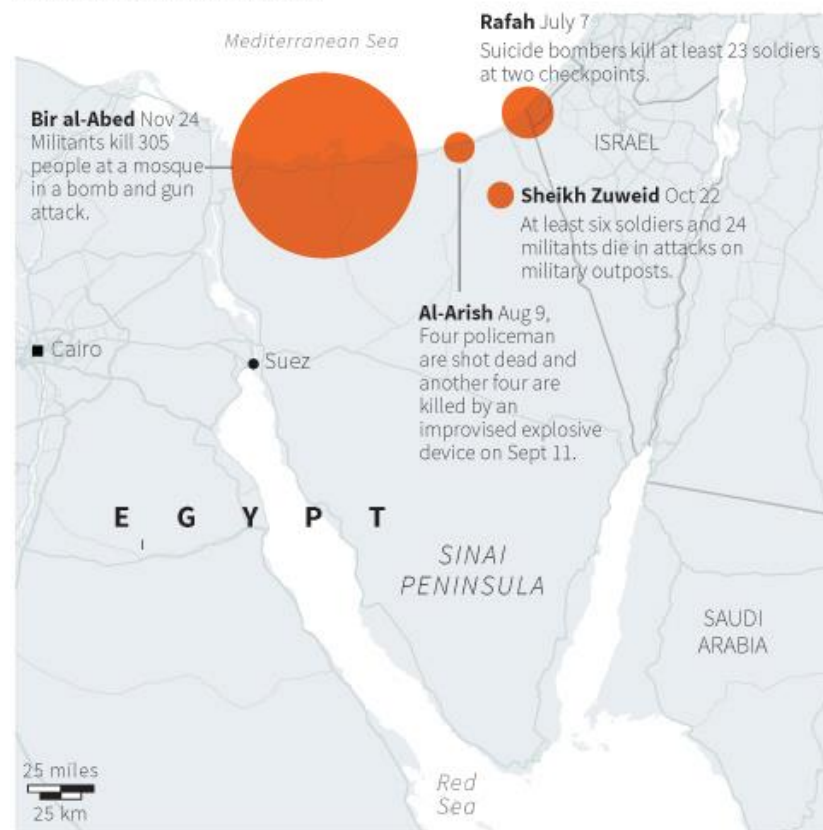 Mediterranean Sea
Rafah July 7
Suicide bombers kill at least 23 soldiers
at two checkpoints.
Bir al-Abed Nov 24
Militants kill 305
people at a mosque
in a bomb and gun
attack.
ISRAEL
Sheikh Zuweid Oct 22
At least six soldiers and 24
militants die in attacks on
military outposts.
Al-Arish Aug 9,
Four policeman
are shot dead and
another four are
killed by an
improvised explosive
device on Sept 11.
Cairo
Suez
EGYPT
SINAI
PENINSULA
SAUDI
ARABIA
25 miles
25 km
Red
Sea